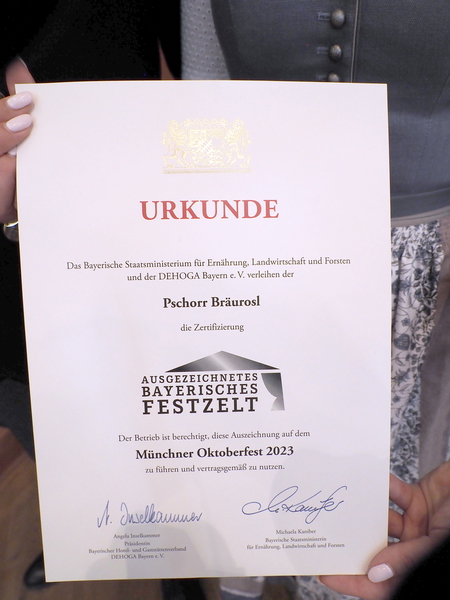 URKUNDE
Das Bayerische Staatsministerium für Ernährung, Landwirtschaft und Forsten
und der DEHOGA Bayern e. V. verleihen der
Pschorr Bräurosl
die Zertifizierung
AUSGEZEICHNETES
BAYERISCHES
FESTZELT
Der Betrieb ist berechtigt, diese Auszeichnung auf dem
Münchner Oktoberfest 2023
zu führen und vertragsgemäß zu nutzen.
A. Inselkammer
Angela Inselkammer
Präsidentin
Bayerischer Hotel- und Gaststättenverband
DEHOGA Bayern e. V.
M. Kaniber
Michaela Kaniber
Bayerische Staatsministerin
für Ernährung, Landwirtschaft und Forsten